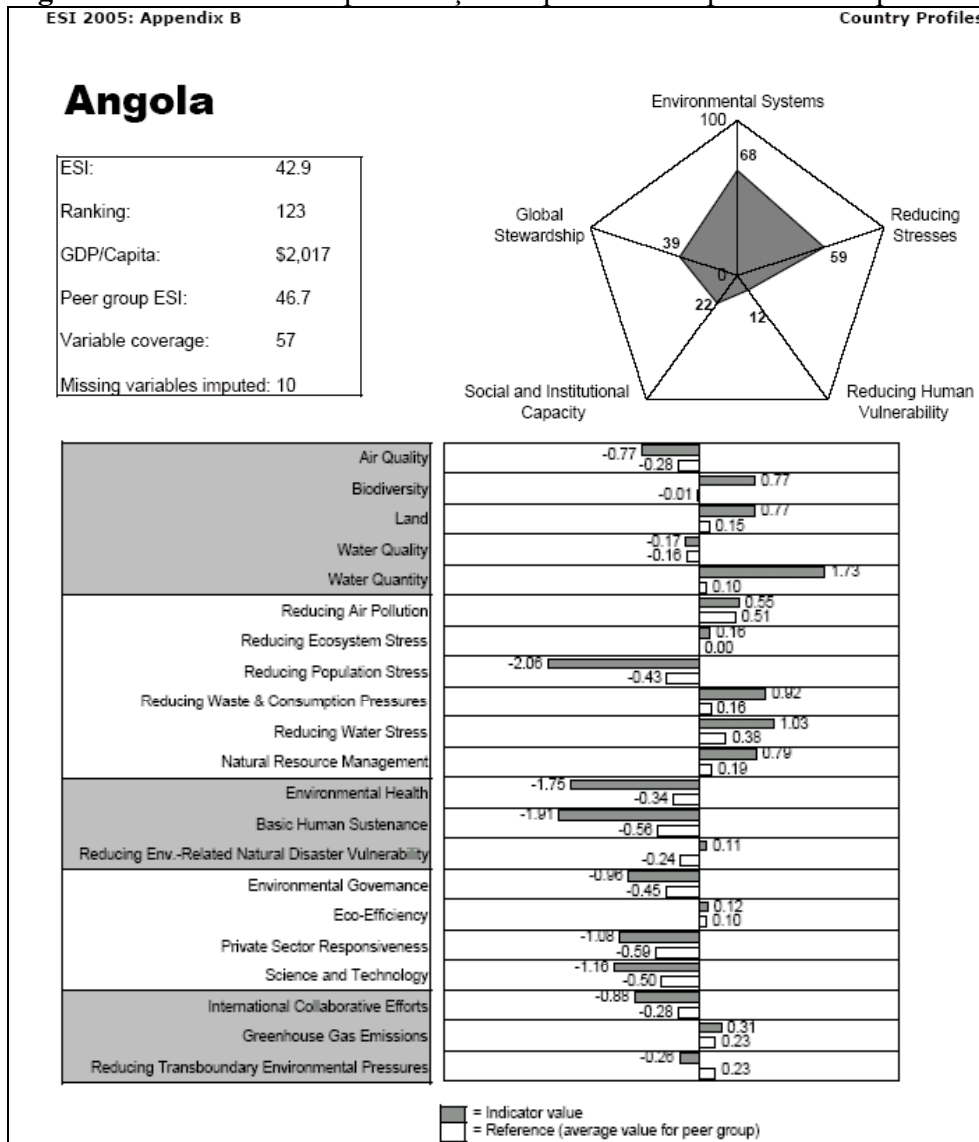 ESI 2005: Appendix B Country Profiles
Angola
ESI: 42.9
Ranking: 123
GDP/Capita: $2,017
Peer group ESI: 46.7
Variable coverage: 57
Missing variables imputed: 10
Environmental Systems
100
68
Global
Stewardship
Reducing
Stresses
39
59
0
22
12
Social and Institutional
Capacity
Reducing Human
Vulnerability
Air Quality -0.77 -0.28
Biodiversity 0.77 -0.01
Land 0.77 0.15
Water Quality -0.17 -0.16
Water Quantity 1.73 0.10
Reducing Air Pollution 0.55 0.51
Reducing Ecosystem Stress 0.16 0.00
Reducing Population Stress -2.06 -0.43
Reducing Waste & Consumption Pressures 0.92 0.16
Reducing Water Stress 1.03 0.38
Natural Resource Management 0.79 0.19
Environmental Health -1.75 -0.34
Basic Human Sustenance -1.91 -0.56
Reducing Env.-Related Natural Disaster Vulnerability 0.11 -0.24
Environmental Governance -0.96 -0.45
Eco-Efficiency 0.12 0.10
Private Sector Responsiveness -1.08 -0.59
Science and Technology -1.16 -0.50
International Collaborative Efforts -0.88 -0.28
Greenhouse Gas Emissions 0.31 0.23
Reducing Transboundary Environmental Pressures -0.26 0.23
= Indicator value
= Reference (average value for peer group)